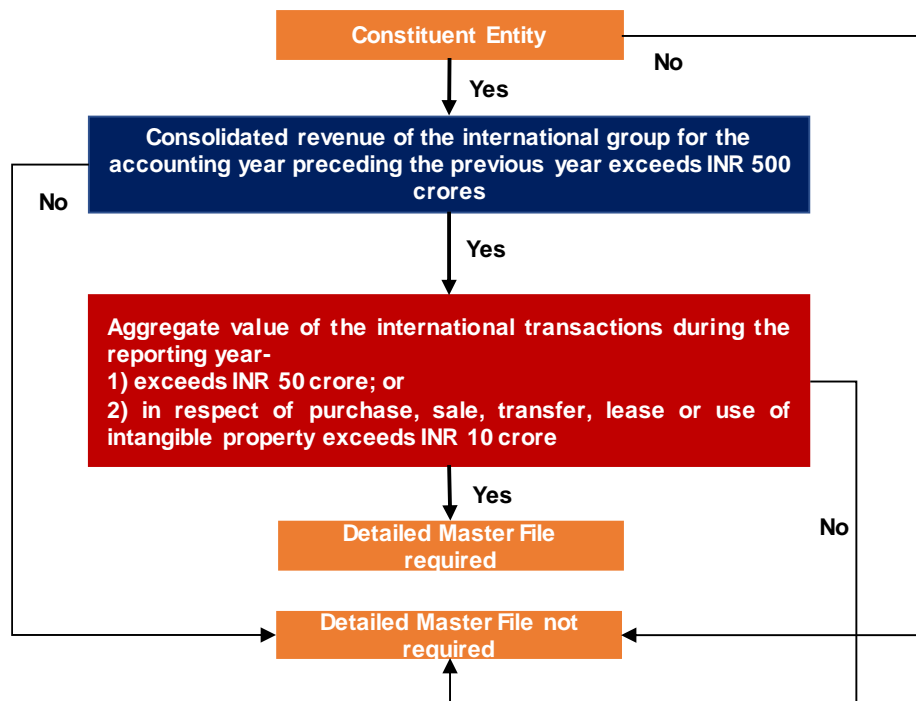 Constituent Entity
No
Yes
Consolidated revenue of the international group for the
accounting year preceding the previous year exceeds INR 500
crores
No
Yes
Aggregate value of the international transactions during the
reporting year-
1) exceeds INR 50 crore; or
2) in respect of purchase, sale, transfer, lease or use of
intangible property exceeds INR 10 crore
Yes
No
Detailed Master File
required
Detailed Master File not
required